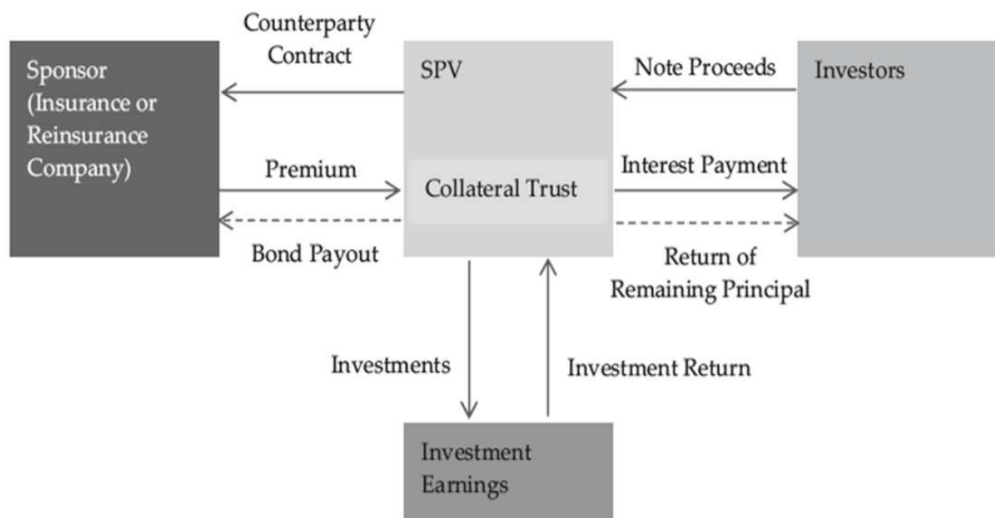 Counterparty
Contract
Sponsor
(Insurance or
Reinsurance
Company)
SPV
Note Proceeds
Investors
Premium
Collateral Trust
Interest Payment
Bond Payout
Return of
Remaining Principal
Investments
Investment Return
Investment
Earnings